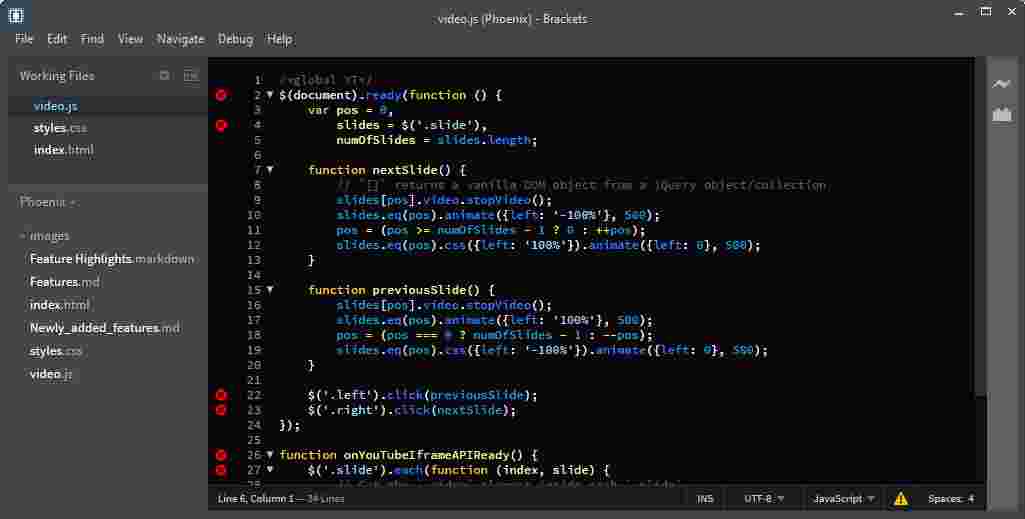 video.js (Phoenix) - Brackets
File Edit Find View Navigate Debug Help
Working Files
video.js
styles.css
index.html
Phoenix
images
Feature Highlights.markdown
Features.md
index.html
Newly_added_features.md
styles.css
video.js
1 /*global YT*/
2 $(document).ready(function () {
3 var pos = 0,
4 slides = $('.slide'),
5 numOfSlides = slides.length;
6
7 function nextSlide() {
8 // `[]` returns a vanilla DOM object from a jQuery object/collection
9 slides[pos].video.stopVideo();
10 slides.eq(pos).animate({left: '-100%'}, 500);
11 pos = (pos >= numOfSlides - 1 ? 0 : ++pos);
12 slides.eq(pos).css({left: '100%'}).animate({left: 0}, 500);
13 }
14
15 function previousSlide() {
16 slides[pos].video.stopVideo();
17 slides.eq(pos).animate({left: '100%'}, 500);
18 pos = (pos === 0 ? numOfSlides - 1 : --pos);
19 slides.eq(pos).css({left: '-100%'}).animate({left: 0}, 500);
20 }
21
22 $('.left').click(previousSlide);
23 $('.right').click(nextSlide);
24 });
25
26 function onYouTubeIframeAPIReady() {
27 $('.slide').each(function (index, slide) {
Line 6, Column 1 — 34 Lines INS UTF-8 JavaScript Spaces: 4